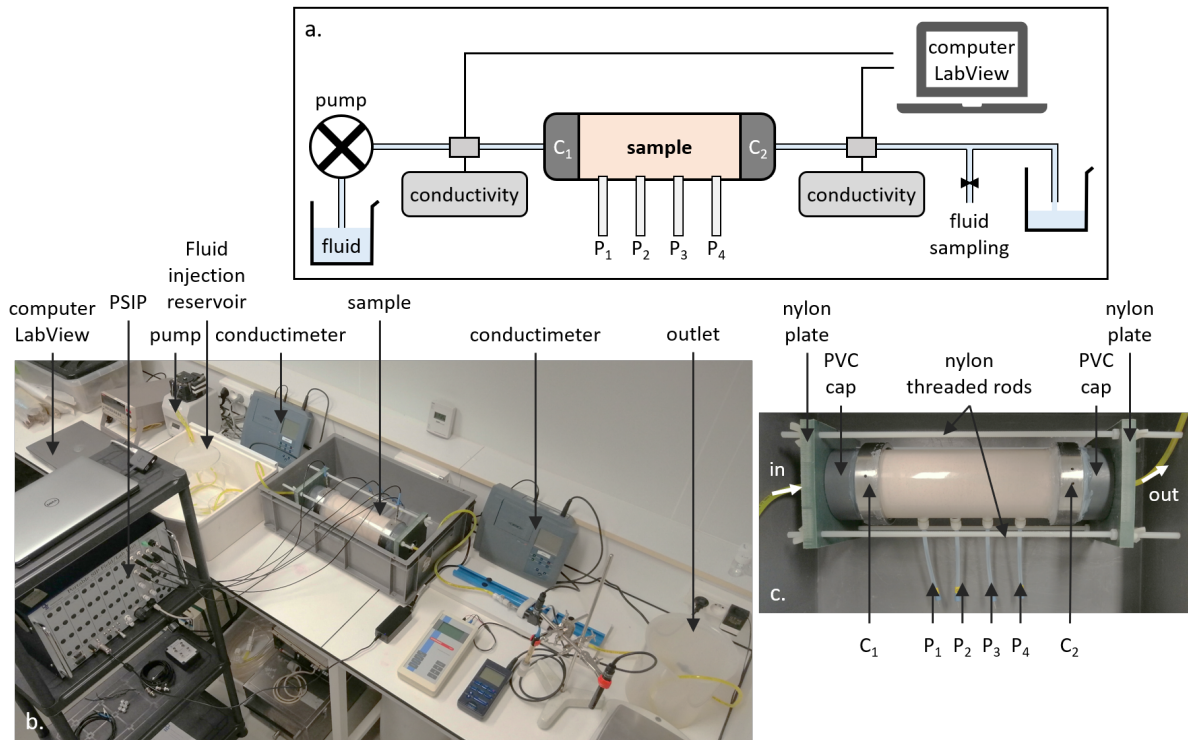 a.
computer
LabView
pump
C1
sample
C2
conductivity
conductivity
fluid
P1 P2 P3 P4
fluid
sampling
Fluid
injection
reservoir
computer
LabView
PSIP
pump
conductimeter
sample
conductimeter
outlet
b.
nylon
plate
nylon
plate
PVC
cap
nylon
threaded rods
PVC
cap
in
out
c.
C1
P1 P2 P3 P4
C2